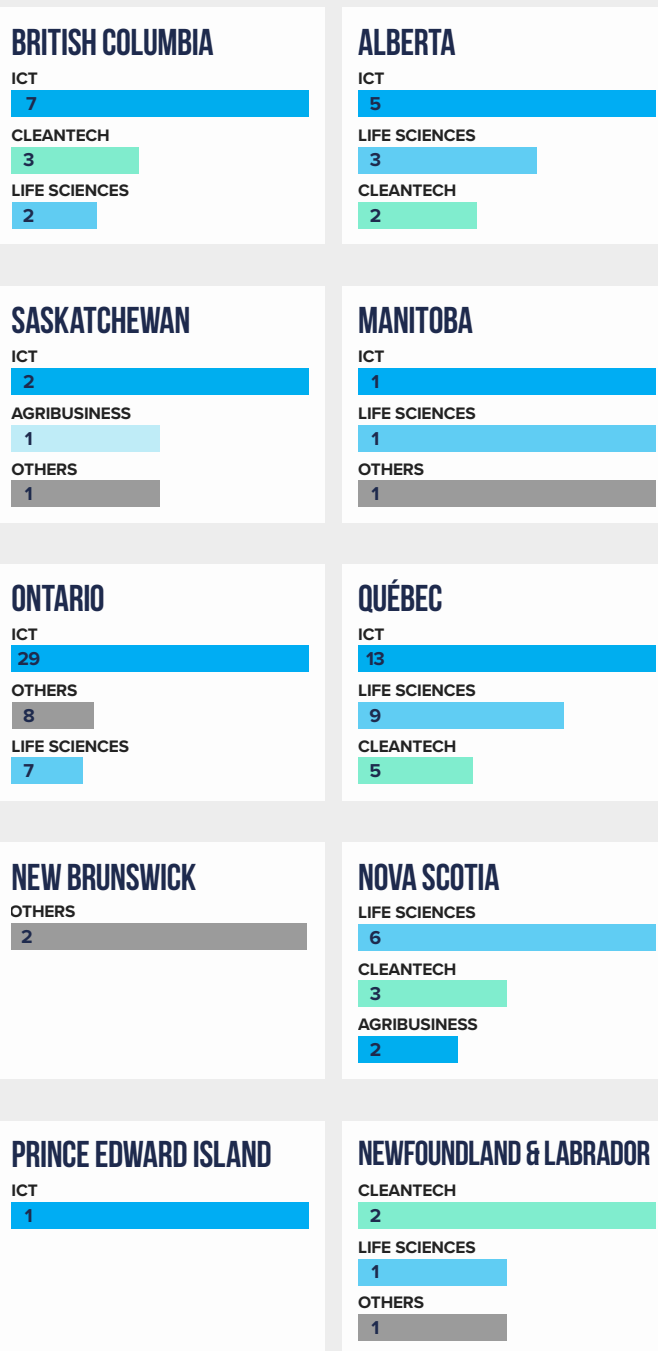 BRITISH COLUMBIA
ICT
7
CLEANTECH
3
LIFE SCIENCES
2
ALBERTA
ICT
5
LIFE SCIENCES
3
CLEANTECH
2
SASKATCHEWAN
ICT
2
AGRIBUSINESS
1
OTHERS
1
MANITOBA
ICT
1
LIFE SCIENCES
1
OTHERS
1
ONTARIO
ICT
29
OTHERS
8
LIFE SCIENCES
7
QUÉBEC
ICT
13
LIFE SCIENCES
9
CLEANTECH
5
NEW BRUNSWICK
OTHERS
2
NOVA SCOTIA
LIFE SCIENCES
6
CLEANTECH
3
AGRIBUSINESS
2
PRINCE EDWARD ISLAND
ICT
1
NEWFOUNDLAND & LABRADOR
CLEANTECH
2
LIFE SCIENCES
1
OTHERS
1